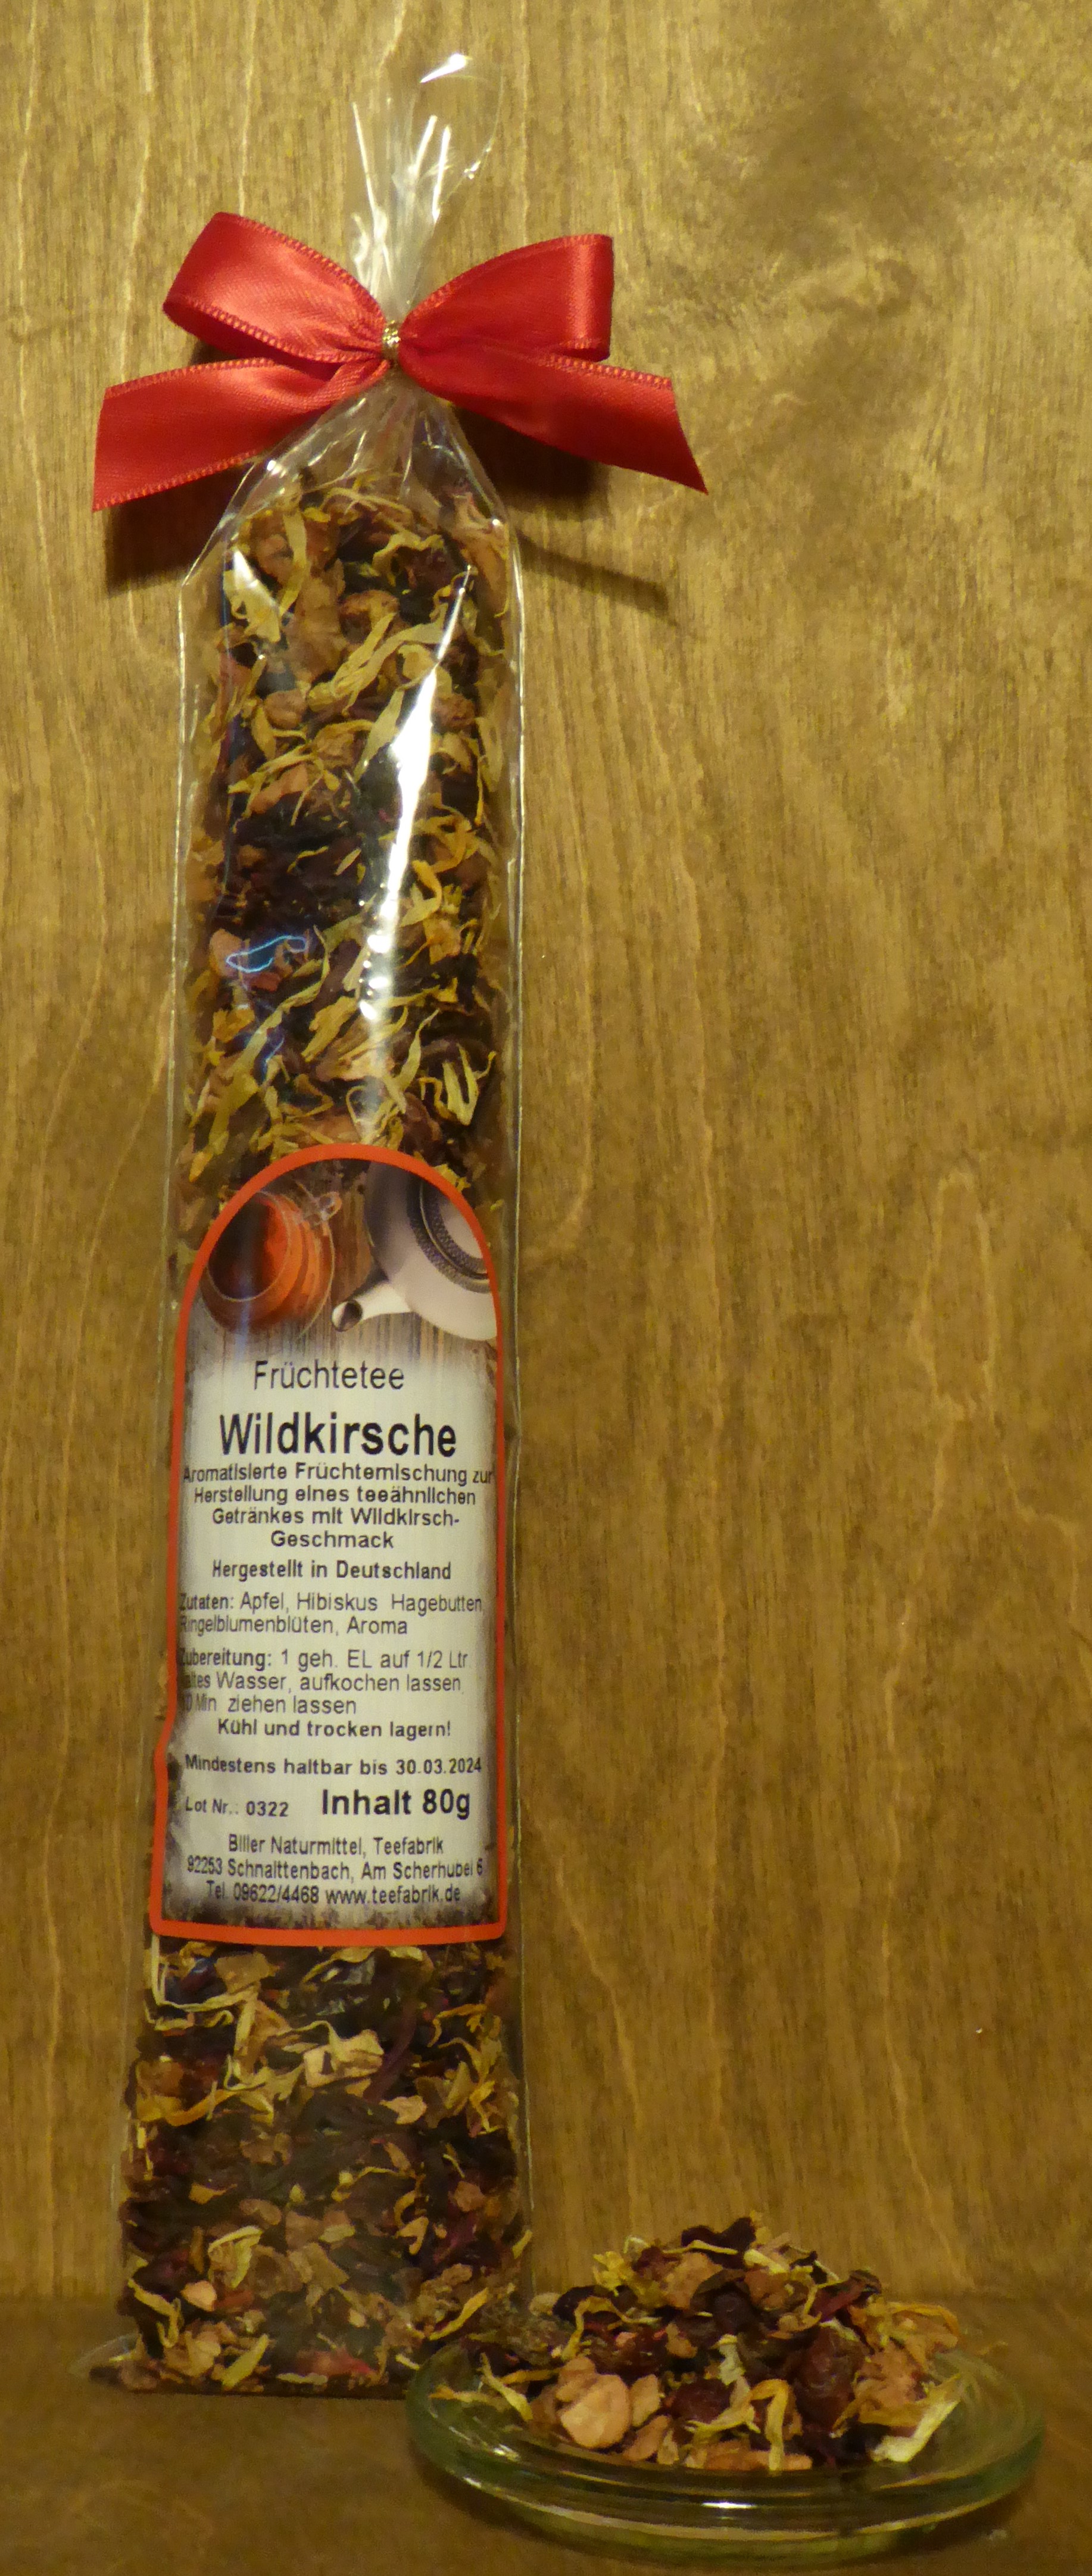 Früchtetee
Wildkirsche
Aromatisierte Früchtemischung zur
Herstellung eines teeähnlichen
Getränkes mit Wildkirsch-
Geschmack
Hergestellt in Deutschland
Zutaten: Apfel, Hibiskus Hagebutten,
Ringelblumenblüten, Aroma
Zubereitung: 1 geh. EL auf 1/2 Ltr.
kaltes Wasser, aufkochen lassen,
10 Min ziehen lassen
Kühl und trocken lagern!
Mindestens haltbar bis 30.03.2024
Lot Nr.: 0322 Inhalt 80g
Biller Naturmittel, Teefabrik
92253 Schnaittenbach, Am Scherhubel 6
Tel. 09622/4468 www.teefabrik.de